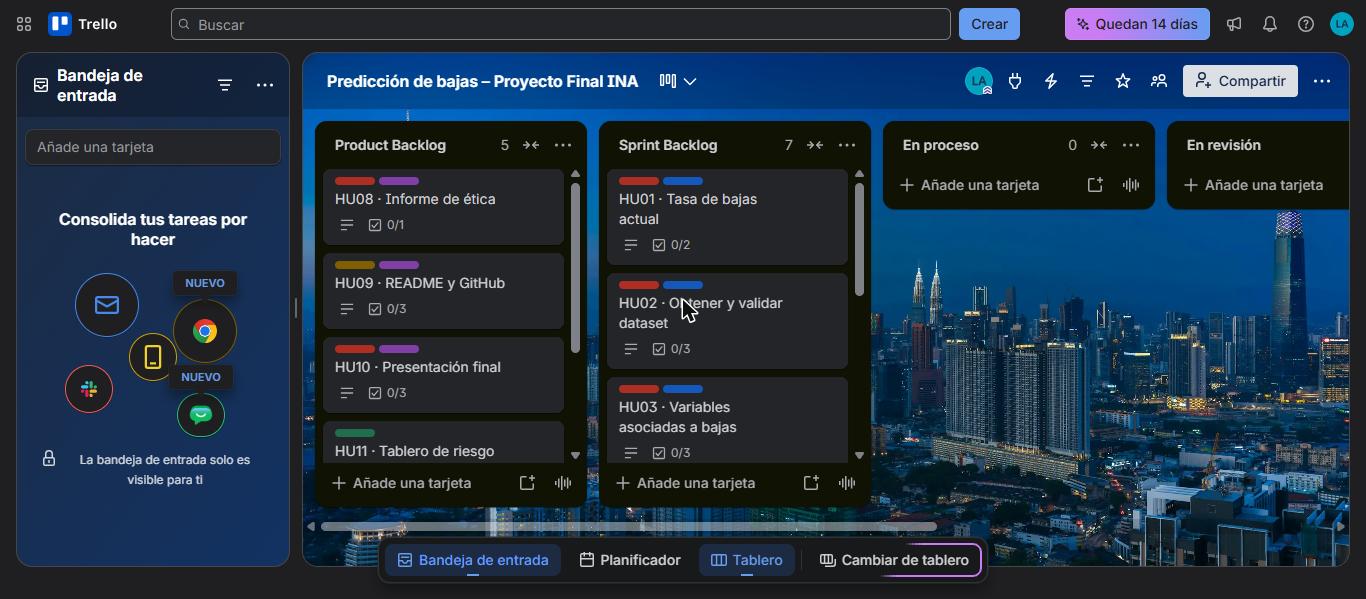 Trello
Buscar
Crear
Quedan 14 días
LA
Bandeja de
entrada
Añade una tarjeta
Consolida tus tareas por
hacer
NUEVO
NUEVO
La bandeja de entrada solo es
visible para ti
Predicción de bajas – Proyecto Final INA
LA
Compartir
Product Backlog
5
HU08 · Informe de ética
0/1
HU09 · README y GitHub
0/3
HU10 · Presentación final
0/3
HU11 · Tablero de riesgo
Añade una tarjeta
Sprint Backlog
7
HU01 · Tasa de bajas
actual
0/2
HU02 · Obtener y validar
dataset
0/3
HU03 · Variables
asociadas a bajas
0/3
Añade una tarjeta
En proceso
0
Añade una tarjeta
En revisión
Añade una tarjeta
Bandeja de entrada
Planificador
Tablero
Cambiar de tablero